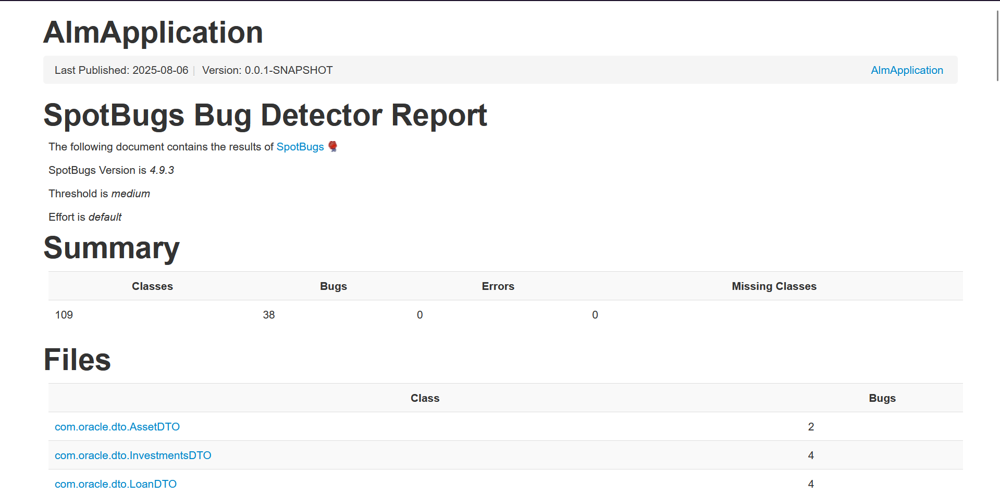 AlmApplication
Last Published: 2025-08-06 | Version: 0.0.1-SNAPSHOT AlmApplication
SpotBugs Bug Detector Report
The following document contains the results of SpotBugs
SpotBugs Version is 4.9.3
Threshold is medium
Effort is default
Summary
Classes Bugs Errors Missing Classes
109 38 0 0
Files
Class Bugs
com.oracle.dto.AssetDTO 2
com.oracle.dto.InvestmentsDTO 4
com.oracle.dto.LoanDTO 4